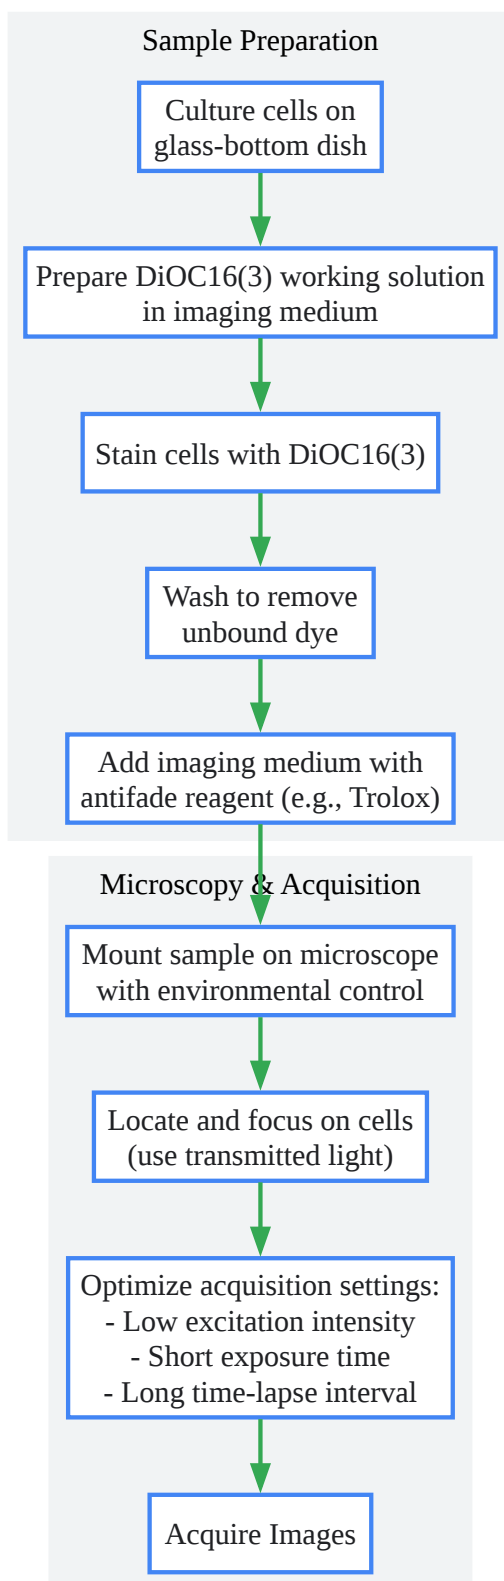 Sample Preparation
Culture cells on
glass-bottom dish
Prepare DiOC16(3) working solution
in imaging medium
Stain cells with DiOC16(3)
Wash to remove
unbound dye
Add imaging medium with
antifade reagent (e.g., Trolox)
Microscopy & Acquisition
Mount sample on microscope
with environmental control
Locate and focus on cells
(use transmitted light)
Optimize acquisition settings:
- Low excitation intensity
- Short exposure time
- Long time-lapse interval
Acquire Images